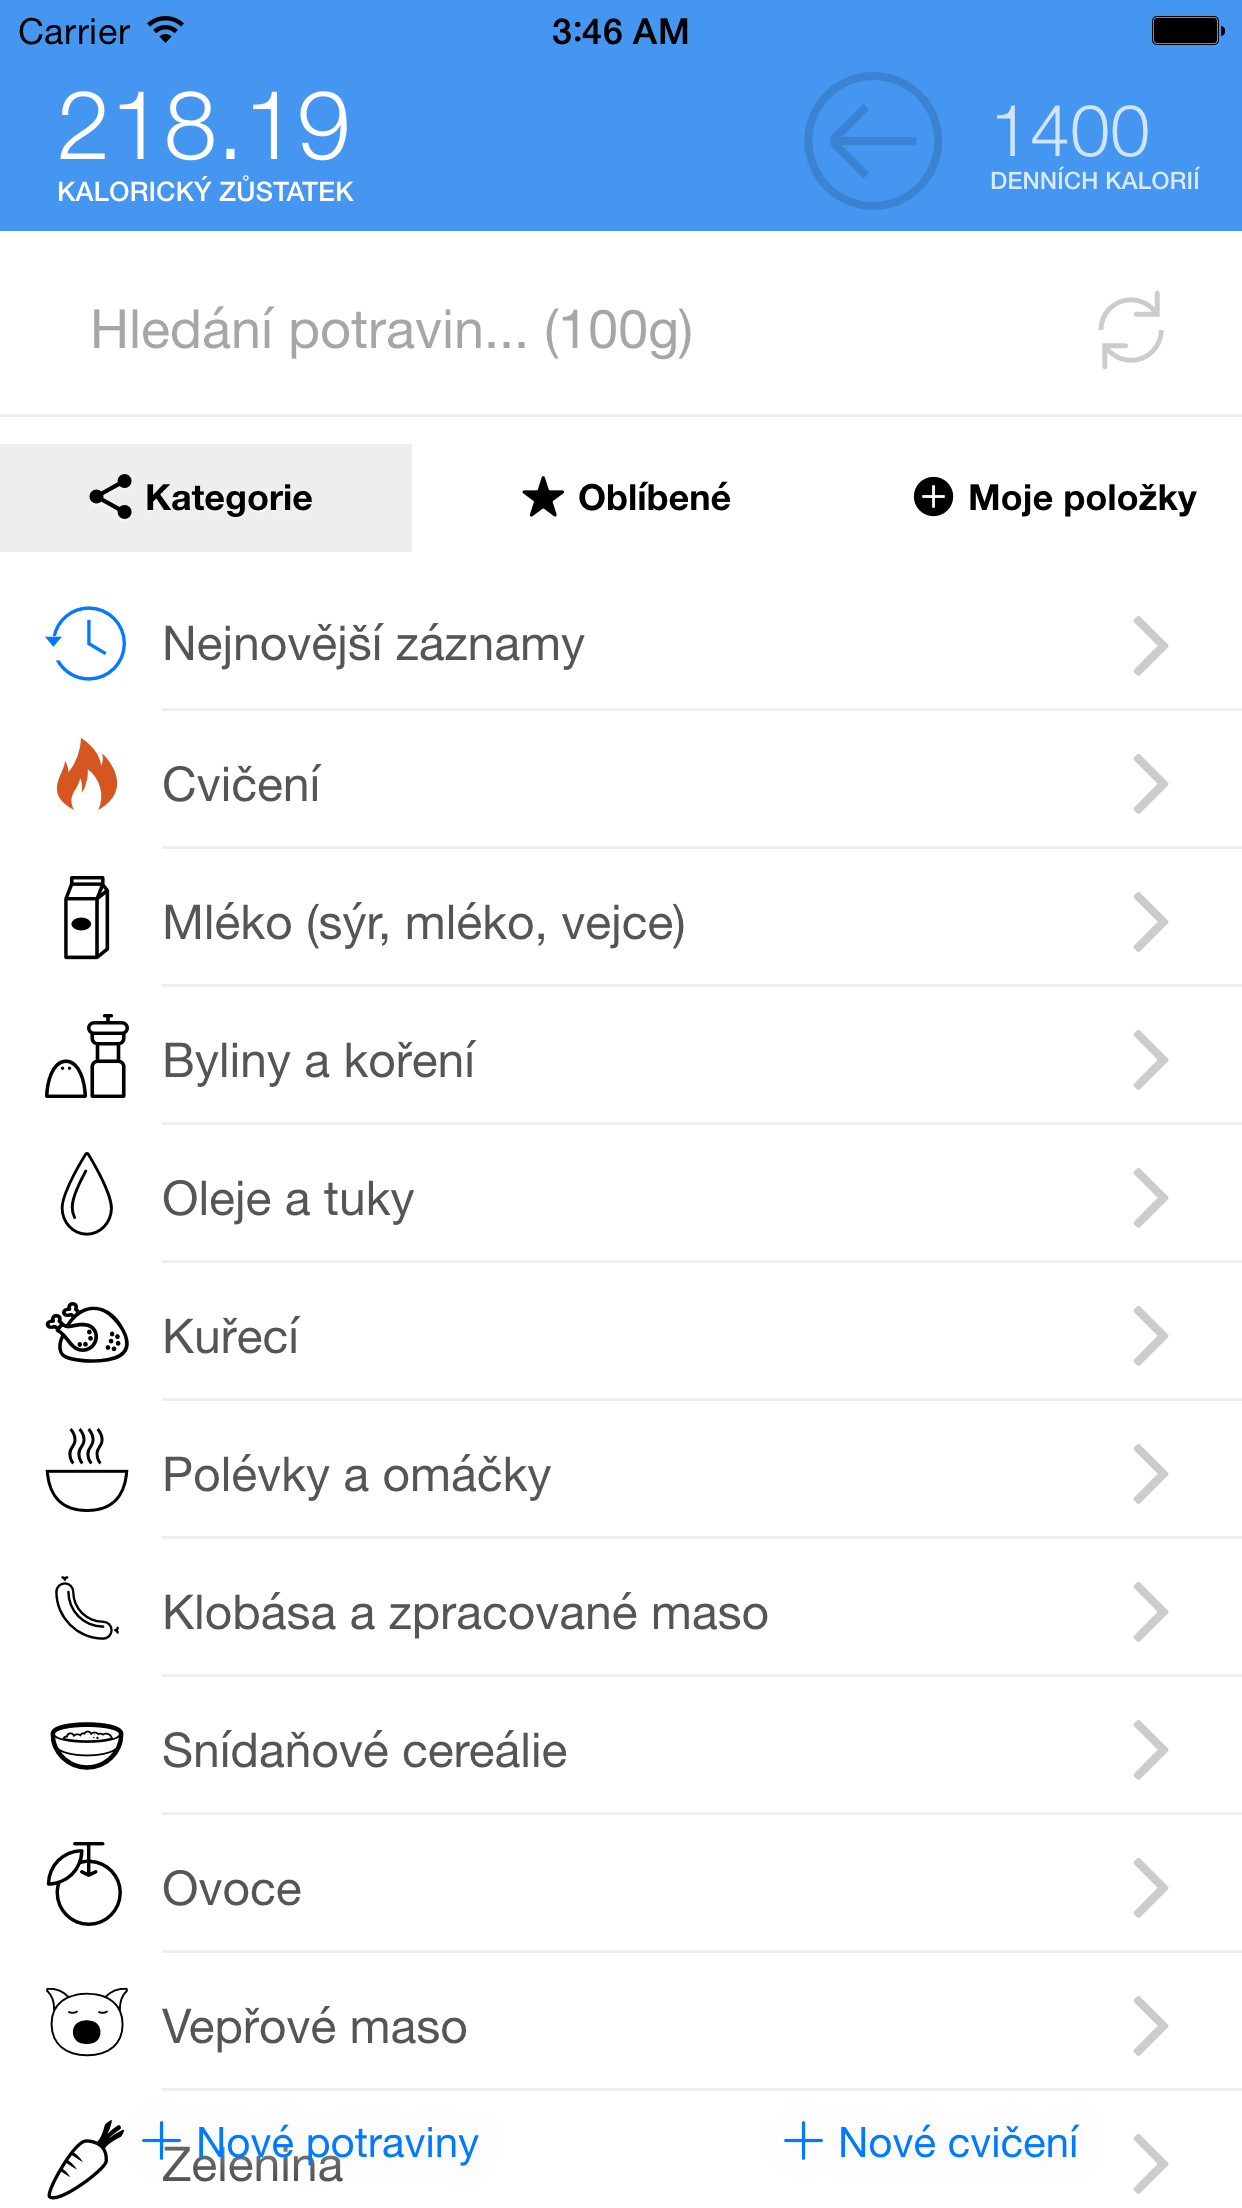 Carrier 3:46 AM
218.19 1400
KALORICKÝ ZŮSTATEK DENNÍCH KALORIÍ
Hledání potravin... (100g)
Kategorie Oblíbené Moje položky
Nejnovější záznamy
Cvičení
Mléko (sýr, mléko, vejce)
Byliny a koření
Oleje a tuky
Kuřecí
Polévky a omáčky
Klobása a zpracované maso
Snídaňové cereálie
Ovoce
Vepřové maso
Nové potraviny Nové cvičení
Zelenina